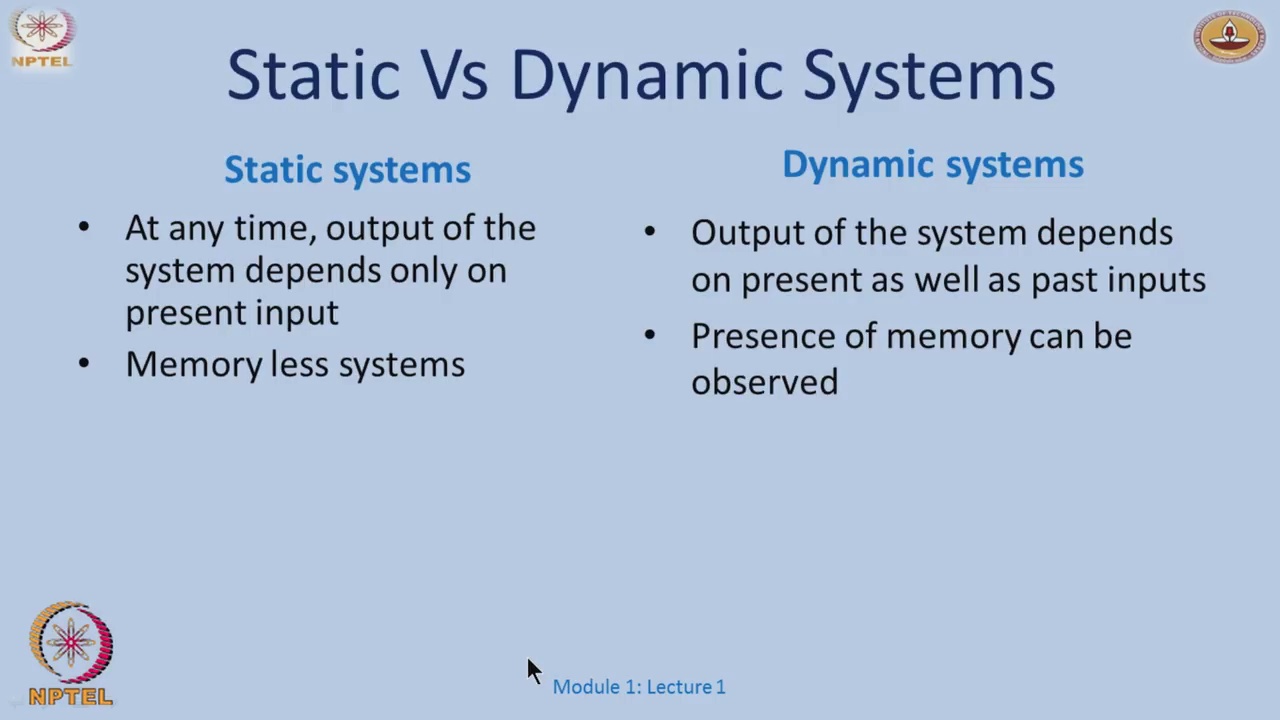 NPTEL
Static Vs Dynamic Systems
Static systems
• At any time, output of the
system depends only on
present input
• Memory less systems
Dynamic systems
• Output of the system depends
on present as well as past inputs
• Presence of memory can be
observed
NPTEL
Module 1: Lecture 1